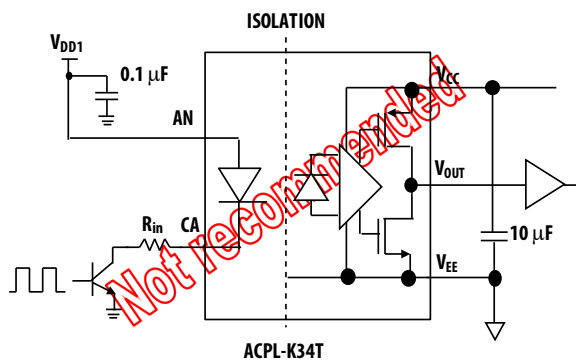 ISOLATION
VDD1
0.1 µF
AN
VCC
VOUT
Rin
CA
10 µF
VEE
Not recommended
ACPL-K34T